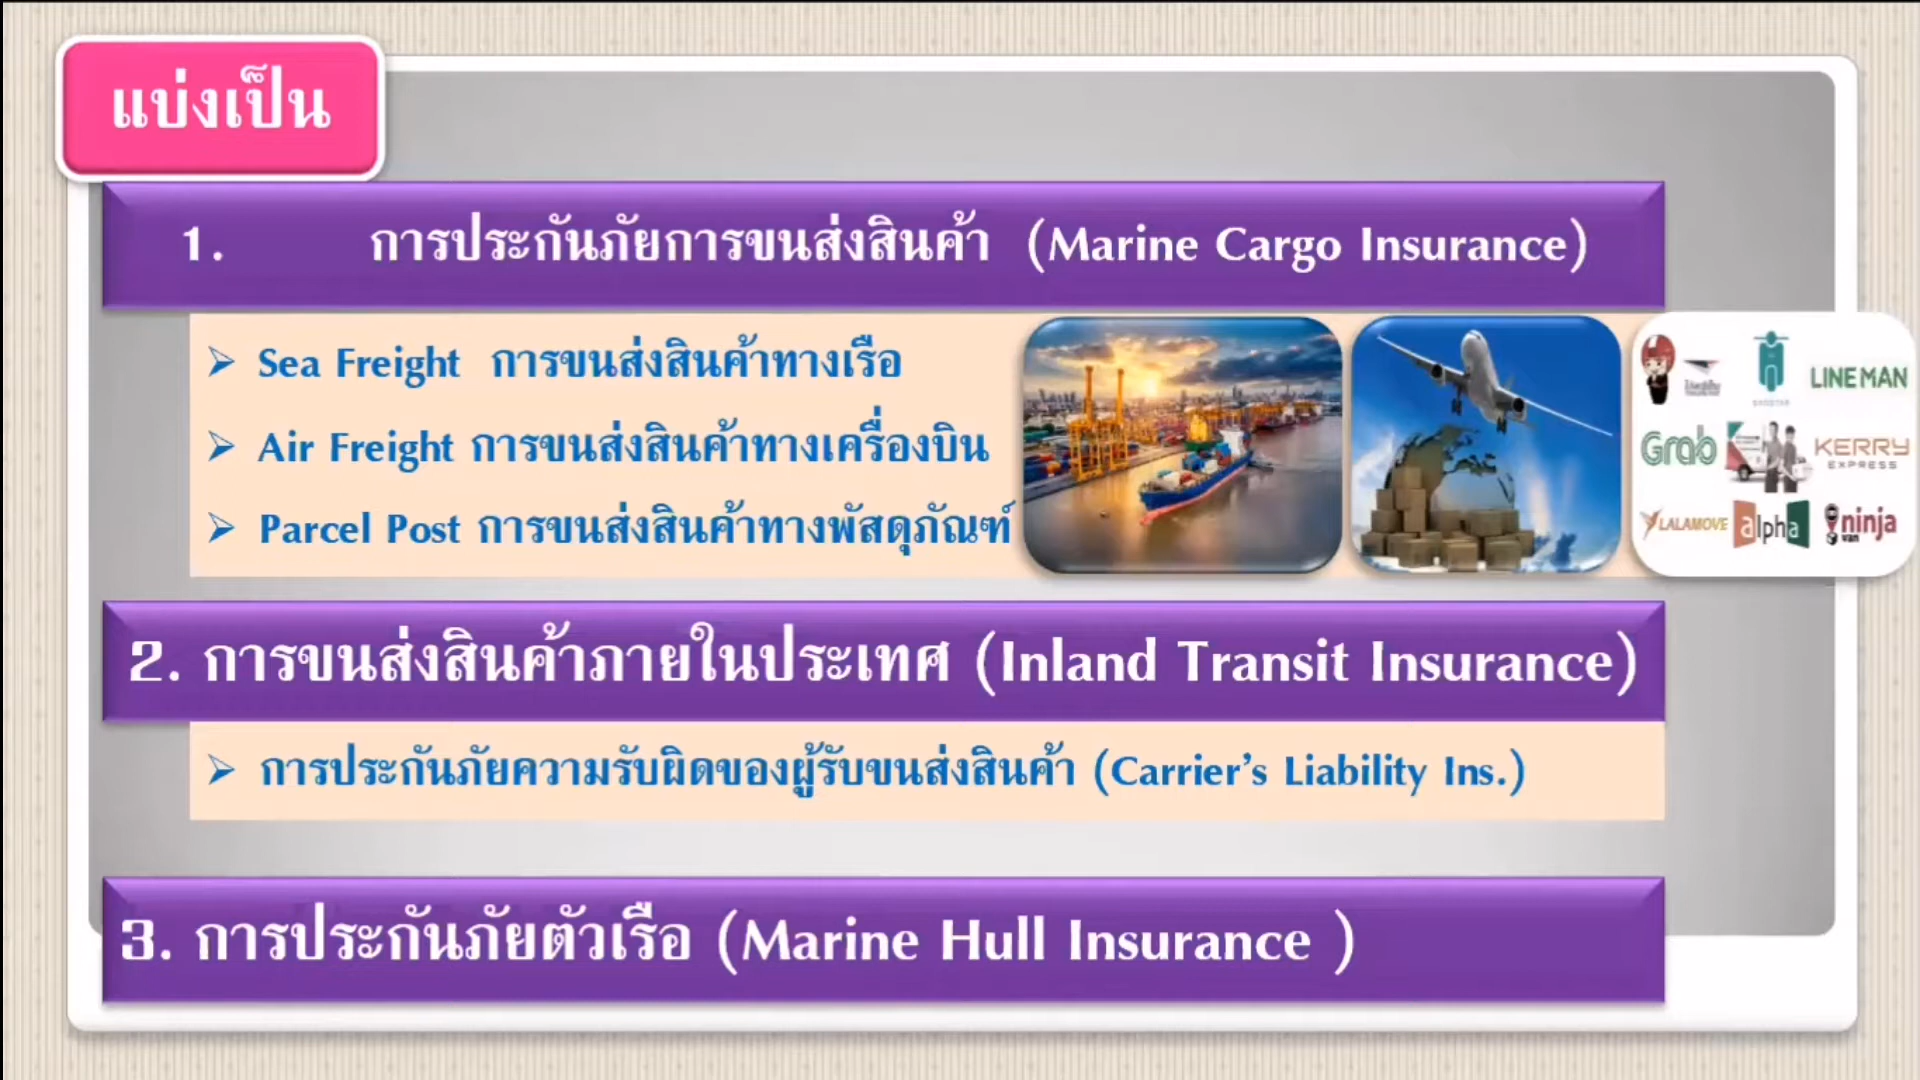 แบ่งเป็น
1. การประกันภัยการขนส่งสินค้า (Marine Cargo Insurance)
➢ Sea Freight การขนส่งสินค้าทางเรือ
➢ Air Freight การขนส่งสินค้าทางเครื่องบิน
➢ Parcel Post การขนส่งสินค้าทางพัสดุภัณฑ์
LINE MAN
Grab
KERRY
EXPRESS
LALAMOVE
alpha
ninja
van
2. การขนส่งสินค้าภายในประเทศ (Inland Transit Insurance)
➢ การประกันภัยความรับผิดของผู้รับขนส่งสินค้า (Carrier's Liability Ins.)
3. การประกันภัยตัวเรือ (Marine Hull Insurance )